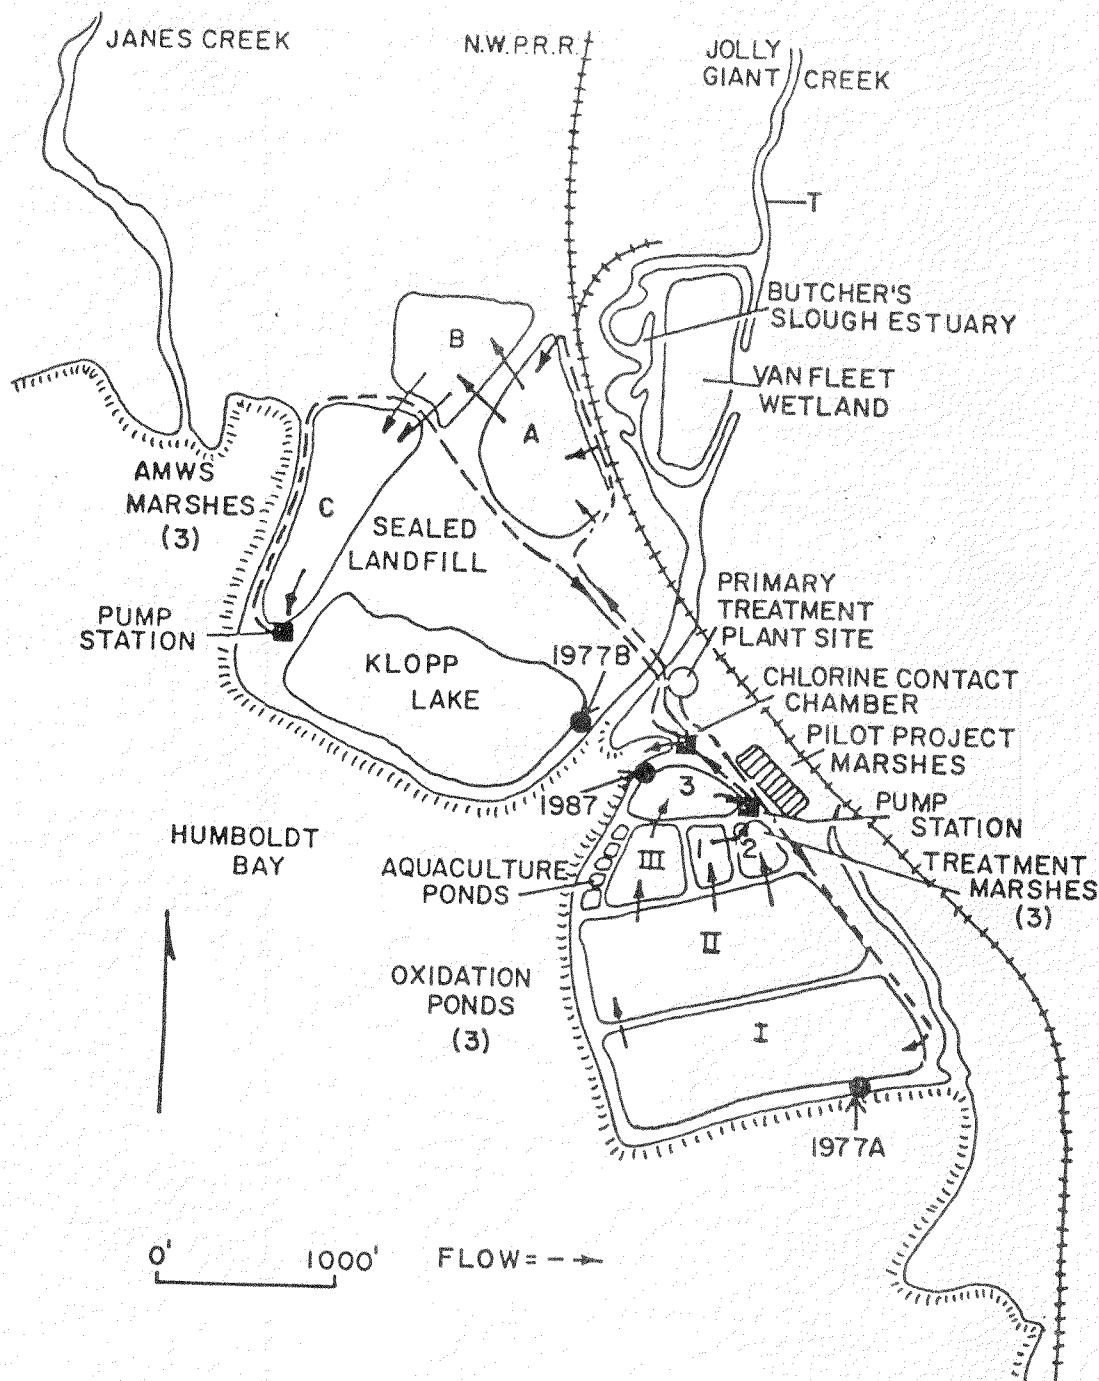 JANES CREEK
N.W.P.R.R.
JOLLY
GIANT CREEK
T
BUTCHER'S
SLOUGH ESTUARY
VAN FLEET
WETLAND
B
A
C
AMWS
MARSHES
(3)
SEALED
LANDFILL
PUMP
STATION
PRIMARY
TREATMENT
PLANT SITE
KLOPP
LAKE
1977B
CHLORINE CONTACT
CHAMBER
PILOT PROJECT
MARSHES
1987
3
PUMP
STATION
HUMBOLDT
BAY
AQUACULTURE
PONDS
III
1
2
TREATMENT
MARSHES
(3)
II
OXIDATION
PONDS
(3)
I
1977A
0' 1000' FLOW=